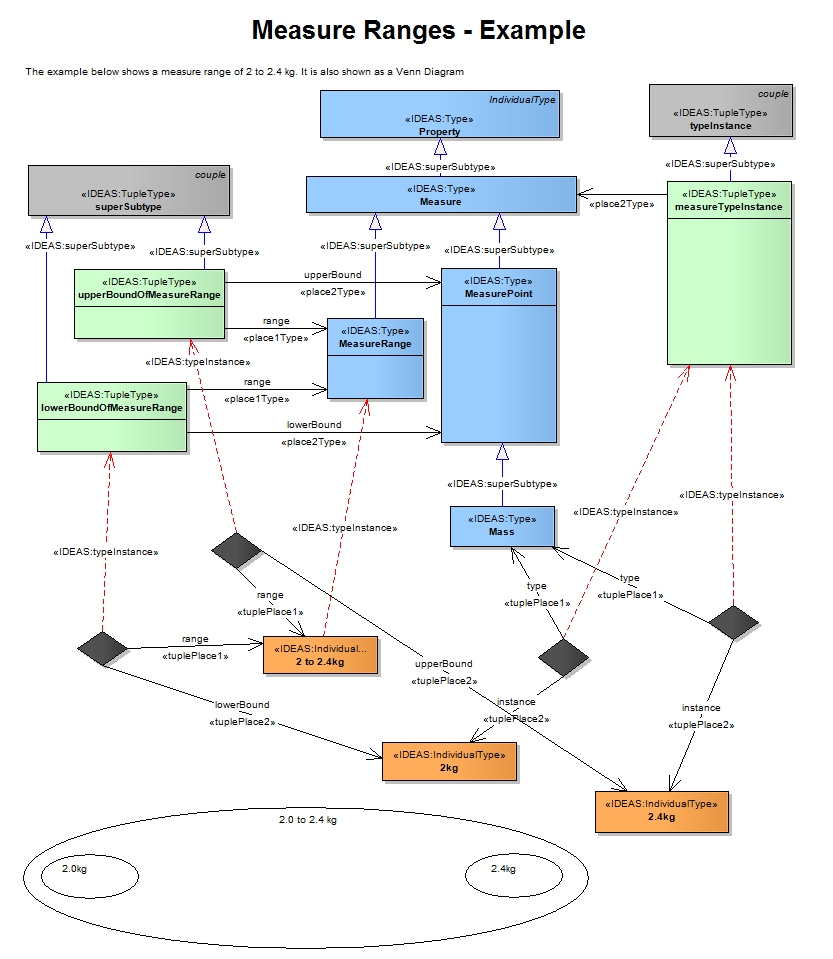 Measure Ranges - Example
The example below shows a measure range of 2 to 2.4 kg. It is also shown as a Venn Diagram
couple
«IDEAS:TupleType»
typeInstance
IndividualType
«IDEAS:Type»
Property
«IDEAS:superSubtype»
«IDEAS:superSubtype»
couple
«IDEAS:TupleType»
superSubtype
«IDEAS:Type»
Measure
«place2Type»
«IDEAS:TupleType»
measureTypeInstance
«IDEAS:superSubtype»
«IDEAS:superSubtype»
«IDEAS:superSubtype»
«IDEAS:superSubtype»
«IDEAS:TupleType»
upperBoundOfMeasureRange
upperBound
«place2Type»
«IDEAS:Type»
MeasurePoint
range
«place1Type»
«IDEAS:Type»
MeasureRange
«IDEAS:typeInstance»
«IDEAS:TupleType»
lowerBoundOfMeasureRange
range
«place1Type»
lowerBound
«place2Type»
«IDEAS:superSubtype»
«IDEAS:typeInstance»
«IDEAS:typeInstance»
«IDEAS:Type»
Mass
«IDEAS:typeInstance»
«IDEAS:typeInstance»
type
«tuplePlace1»
type
«tuplePlace1»
range
«tuplePlace1»
range
«tuplePlace1»
«IDEAS:Individual...
2 to 2.4kg
upperBound
«tuplePlace2»
lowerBound
«tuplePlace2»
instance
«tuplePlace2»
instance
«tuplePlace2»
«IDEAS:IndividualType»
2kg
«IDEAS:IndividualType»
2.4kg
2.0 to 2.4 kg
2.0kg
2.4kg